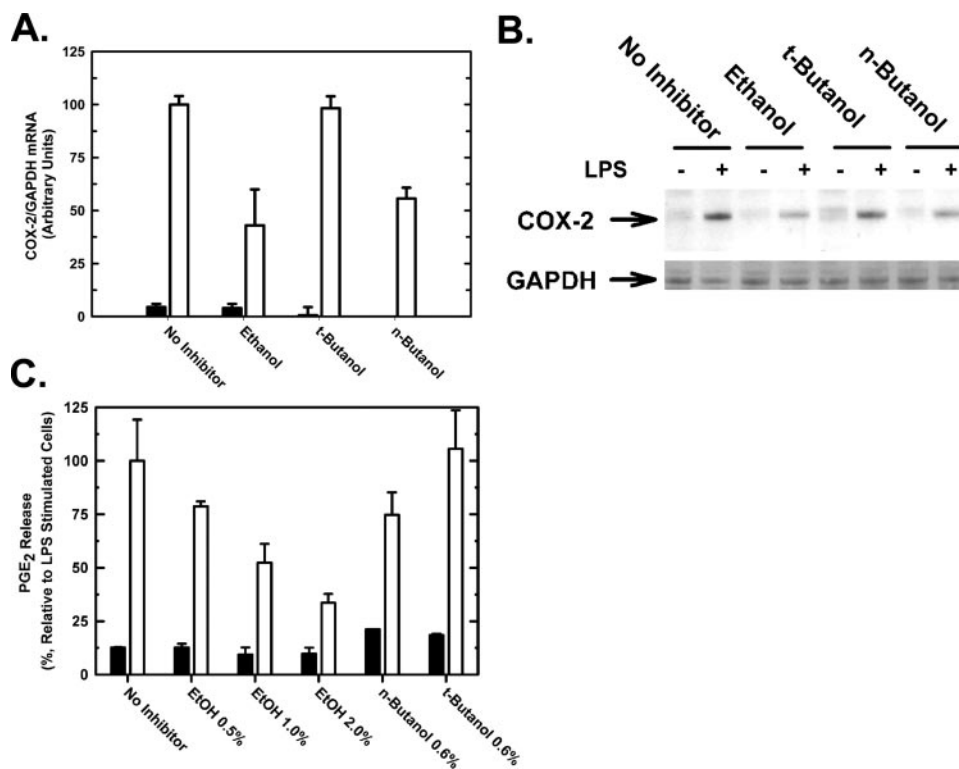 A.
125
100
75
50
25
0
COX-2/GAPDH mRNA
(Arbitrary Units)
No Inhibitor
Ethanol
t-Butanol
n-Butanol
B.
No Inhibitor
Ethanol
t-Butanol
n-Butanol
LPS - + - + - + - +
COX-2
GAPDH
C.
125
100
75
50
25
0
PGE2 Release
(%, Relative to LPS Stimulated Cells)
No Inhibitor
EtOH 0.5%
EtOH 1.0%
EtOH 2.0%
n-Butanol 0.6%
t-Butanol 0.6%